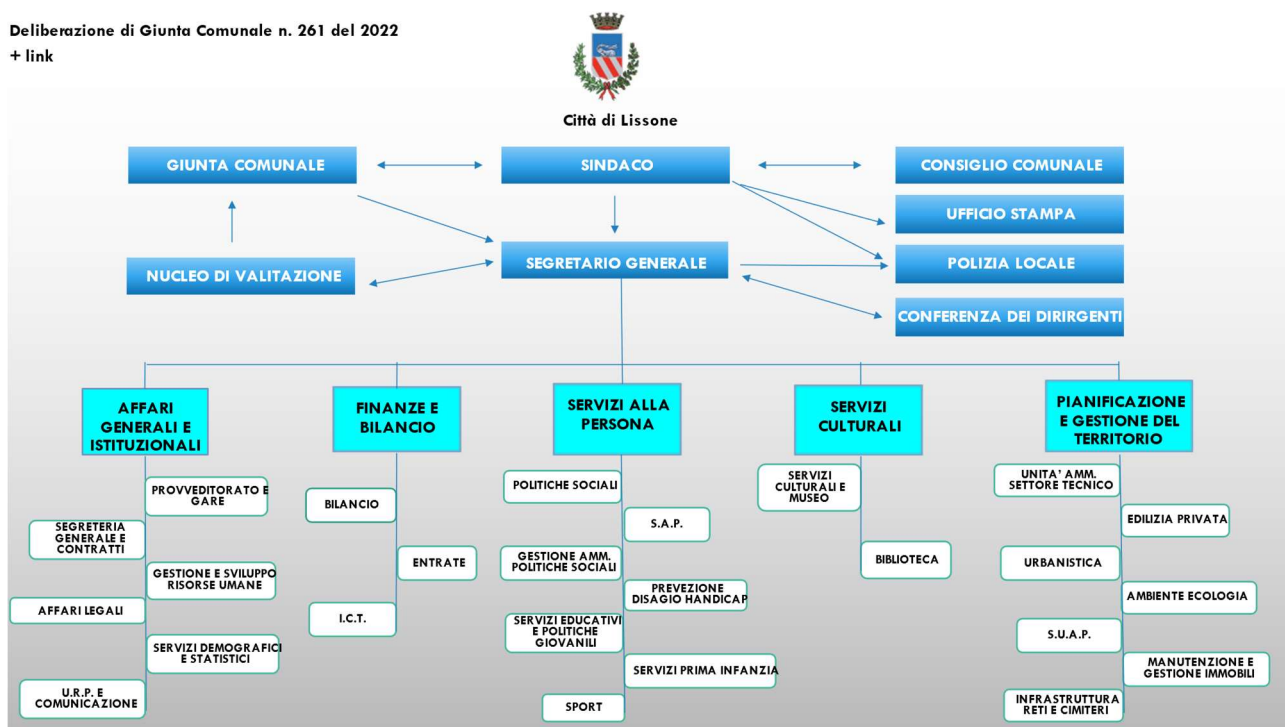 Deliberazione di Giunta Comunale n. 261 del 2022
+ link
Città di Lissone
GIUNTA COMUNALE
SINDACO
CONSIGLIO COMUNALE
UFFICIO STAMPA
NUCLEO DI VALITAZIONE
SEGRETARIO GENERALE
POLIZIA LOCALE
CONFERENZA DEI DIRIRGENTI
AFFARI
GENERALI E
ISTITUZIONALI
PROVVEDITORATO E
GARE
SEGRETERIA
GENERALE E
CONTRATTI
GESTIONE E SVILUPPO
RISORSE UMANE
AFFARI LEGALI
SERVIZI DEMOGRAFICI
E STATISTICI
U.R.P. E
COMUNICAZIONE
FINANZE E
BILANCIO
BILANCIO
ENTRATE
I.C.T.
SERVIZI ALLA
PERSONA
POLITICHE SOCIALI
S.A.P.
GESTIONE AMM.
POLITICHE SOCIALI
PREVEZIONE
DISAGIO HANDICAP
SERVIZI EDUCATIVI
E POLITICHE
GIOVANILI
SERVIZI PRIMA INFANZIA
SPORT
SERVIZI
CULTURALI
SERVIZI
CULTURALI E
MUSEO
BIBLIOTECA
PIANIFICAZIONE
E GESTIONE DEL
TERRITORIO
UNITA' AMM.
SETTORE TECNICO
EDILIZIA PRIVATA
URBANISTICA
AMBIENTE ECOLOGIA
S.U.A.P.
MANUTENZIONE E
GESTIONE IMMOBILI
INFRASTRUTTURA
RETI E CIMITERI